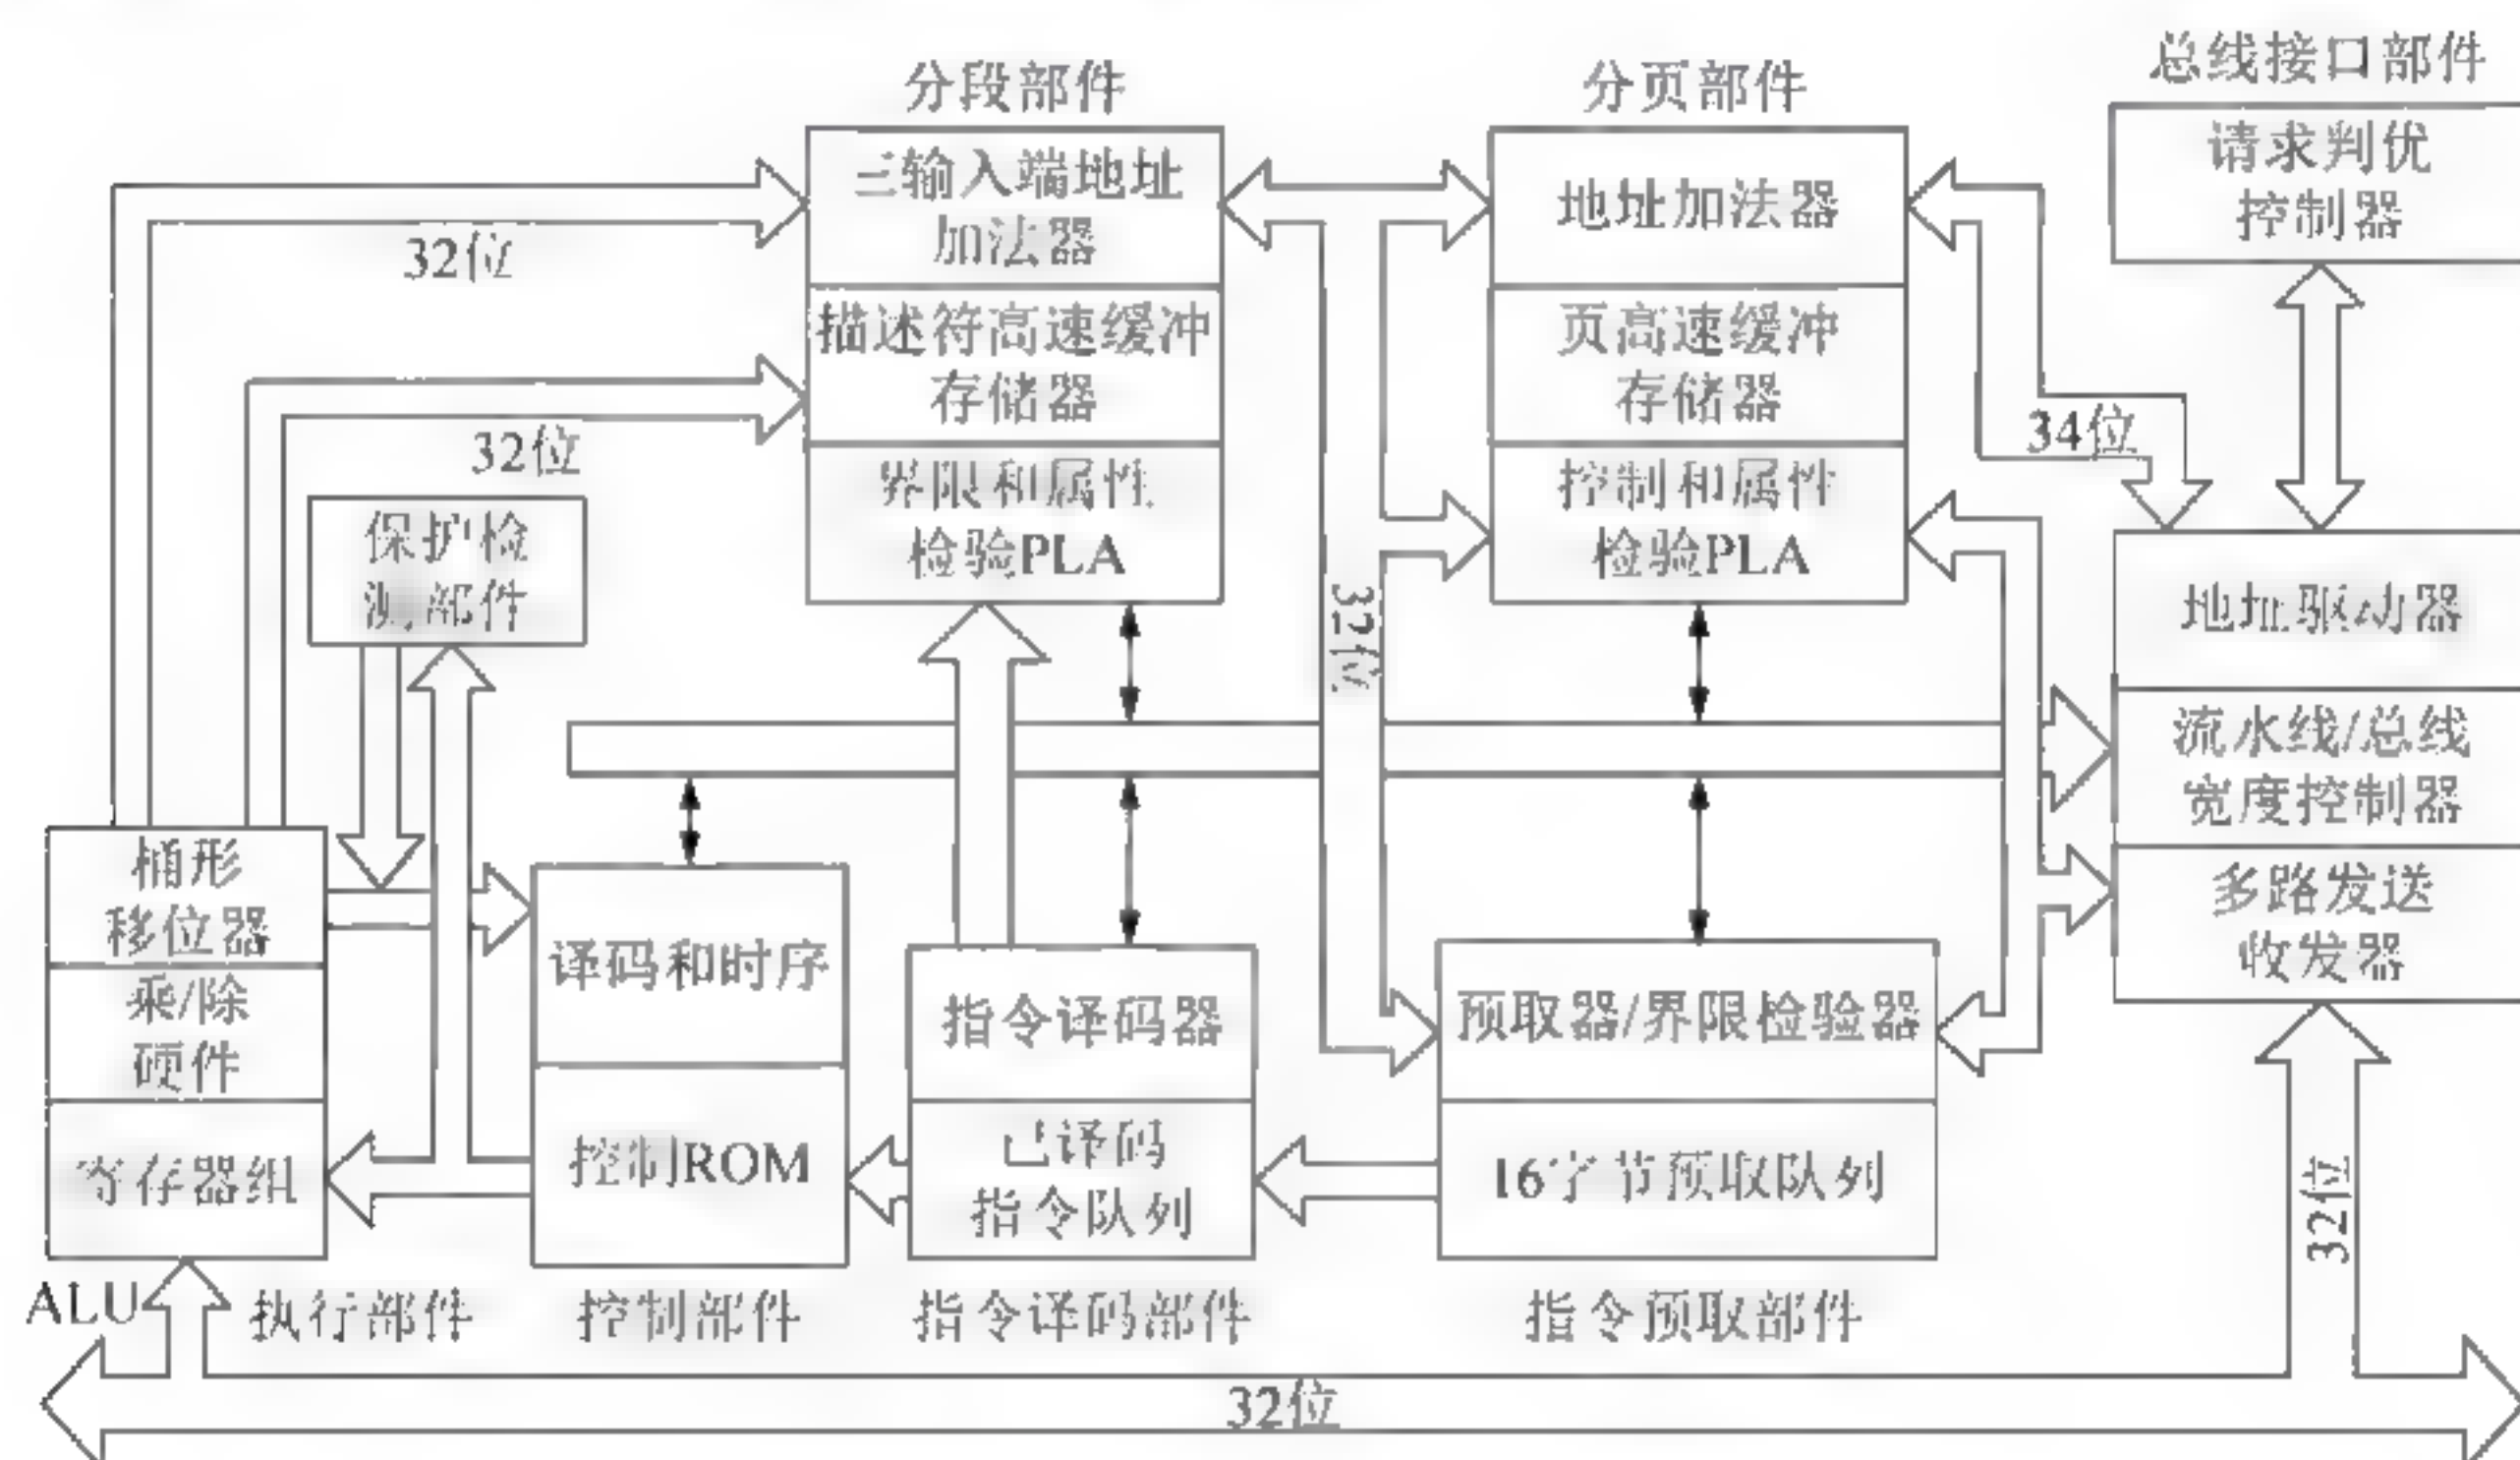 分段部件
分页部件
总线接口部件
三输入端地址
加法器
描述符高速缓冲
存储器
界限和属性
检验PLA
地址加法器
页高速缓冲
存储器
控制和属性
检验PLA
请求判优
控制器
32位
32位
34位
32位
保护检
测部件
地址驱动器
流水线/总线
宽度控制器
多路发送
收发器
桶形
移位器
乘/除
硬件
寄存器组
译码和时序
控制ROM
指令译码器
已译码
指令队列
预取器/界限检验器
16字节预取队列
32位
ALU
执行部件
控制部件
指令译码部件
指令预取部件
32位